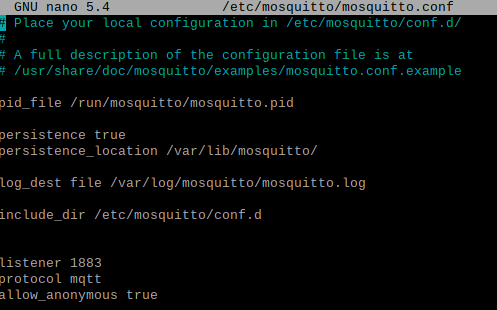 GNU nano 5.4 /etc/mosquitto/mosquitto.conf
# Place your local configuration in /etc/mosquitto/conf.d/
#
# A full description of the configuration file is at
# /usr/share/doc/mosquitto/examples/mosquitto.conf.example
pid_file /run/mosquitto/mosquitto.pid
persistence true
persistence_location /var/lib/mosquitto/
log_dest file /var/log/mosquitto/mosquitto.log
include_dir /etc/mosquitto/conf.d
listener 1883
protocol mqtt
allow_anonymous true